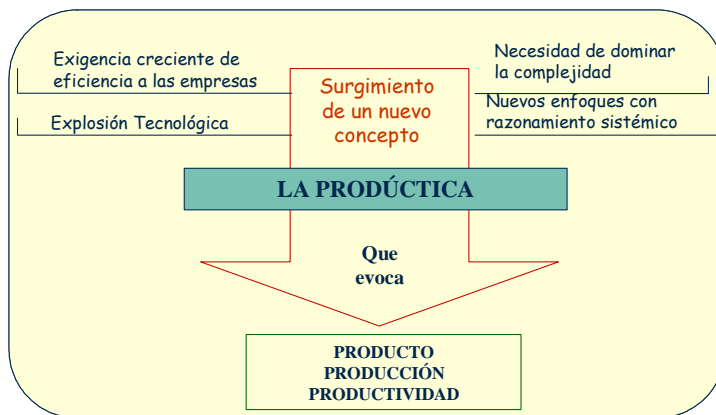 Exigencia creciente de
eficiencia a las empresas
Explosión Tecnológica
Surgimiento
de un nuevo
concepto
Necesidad de dominar
la complejidad
Nuevos enfoques con
razonamiento sistémico
LA PRODÚCTICA
Que
evoca
PRODUCTO
PRODUCCIÓN
PRODUCTIVIDAD